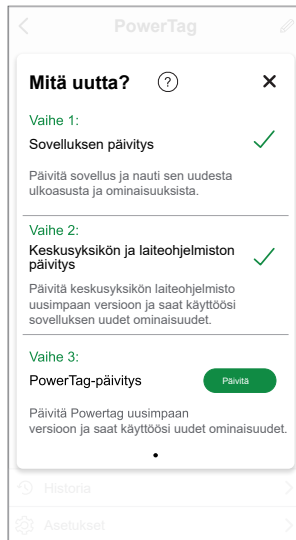 PowerTag
Mitä uutta? ?
Vaihe 1:
Sovelluksen päivitys
Päivitä sovellus ja nauti sen uudesta
ulkoasusta ja ominaisuuksista.
Vaihe 2:
Keskusyksikön ja laiteohjelmiston
päivitys
Päivitä keskusyksikön laiteohjelmisto
uusimpaan versioon ja saat käyttöösi
sovelluksen uudet ominaisuudet.
Vaihe 3:
PowerTag-päivitys
Päivitä
Päivitä Powertag uusimpaan
versioon ja saat käyttöösi uudet ominaisuudet.
Historia
Asetukset